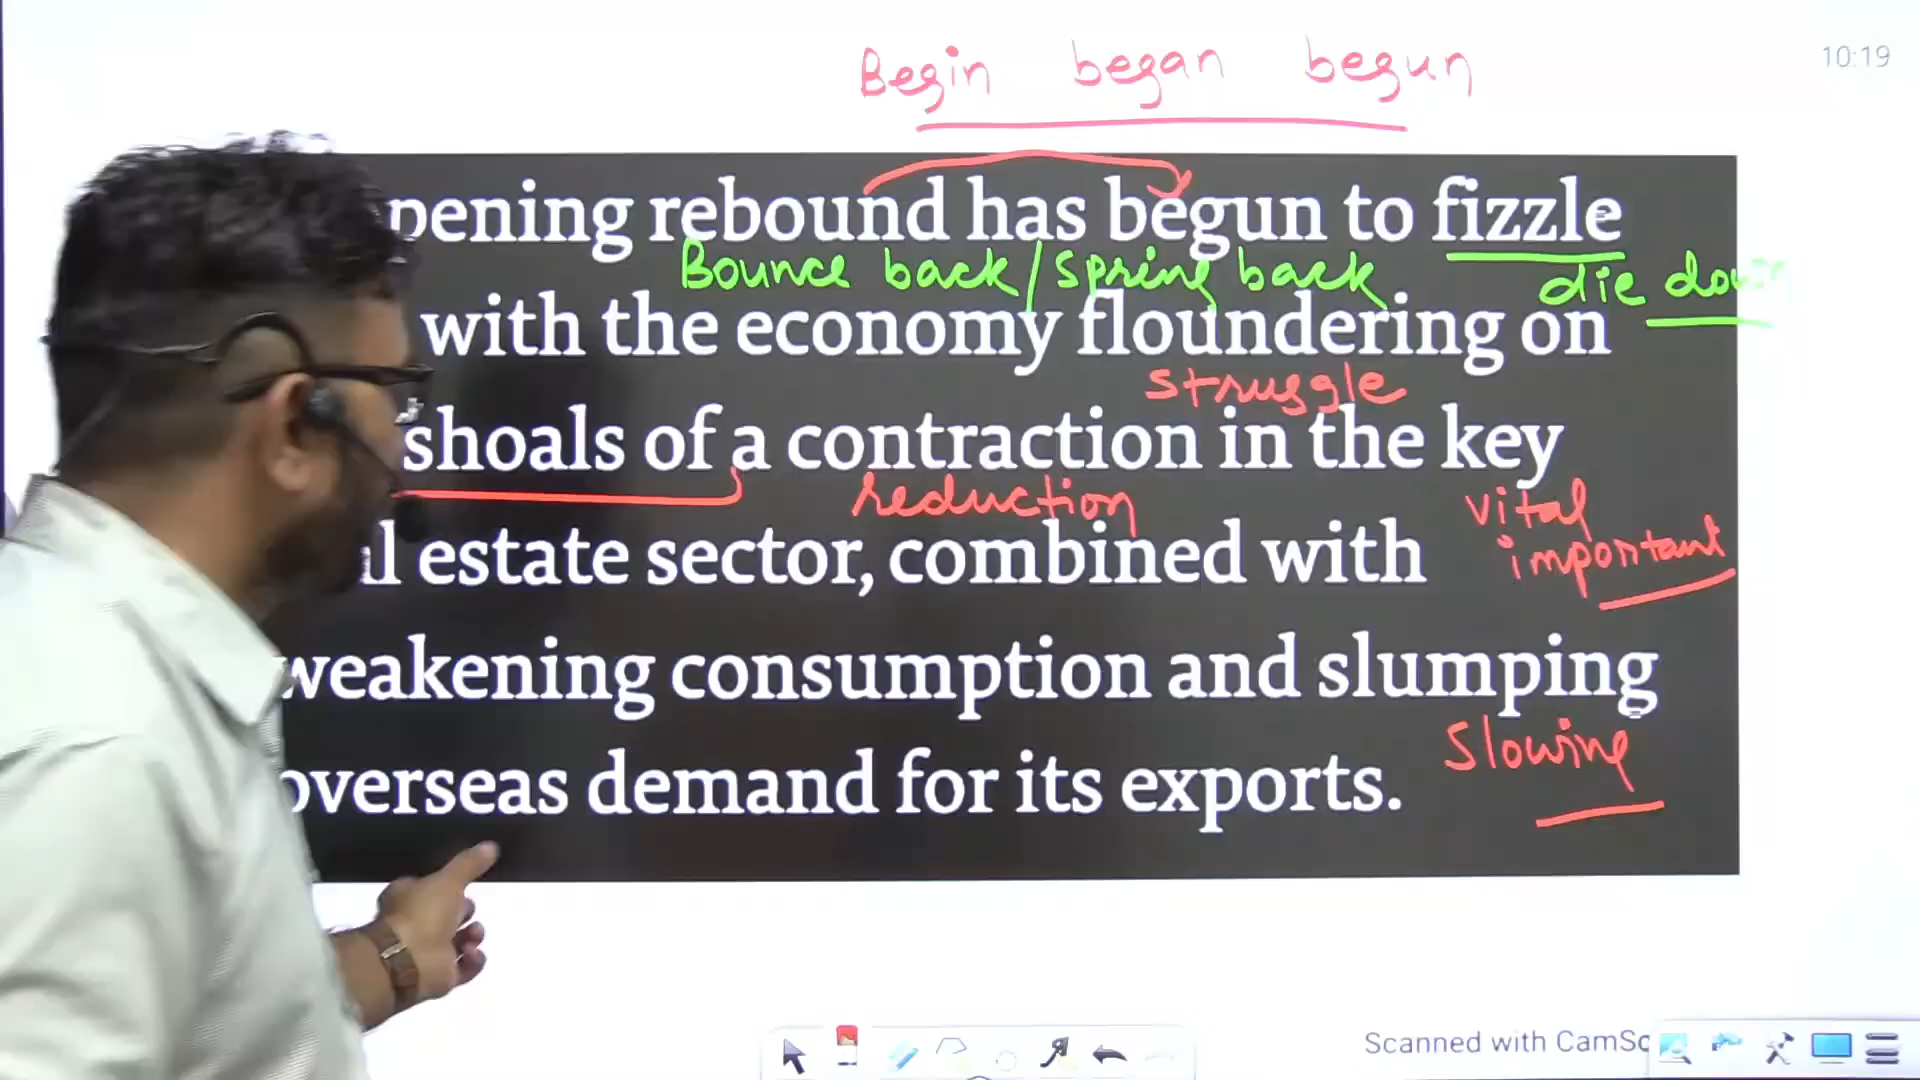 Begin began begun
10:19
pening rebound has begun to fizzle
Bounce back/spring back die down
with the economy floundering on
struggle
shoals of a contraction in the key
reduction vital
important
l estate sector, combined with
weakening consumption and slumping
slowing
overseas demand for its exports.
Scanned with CamSc